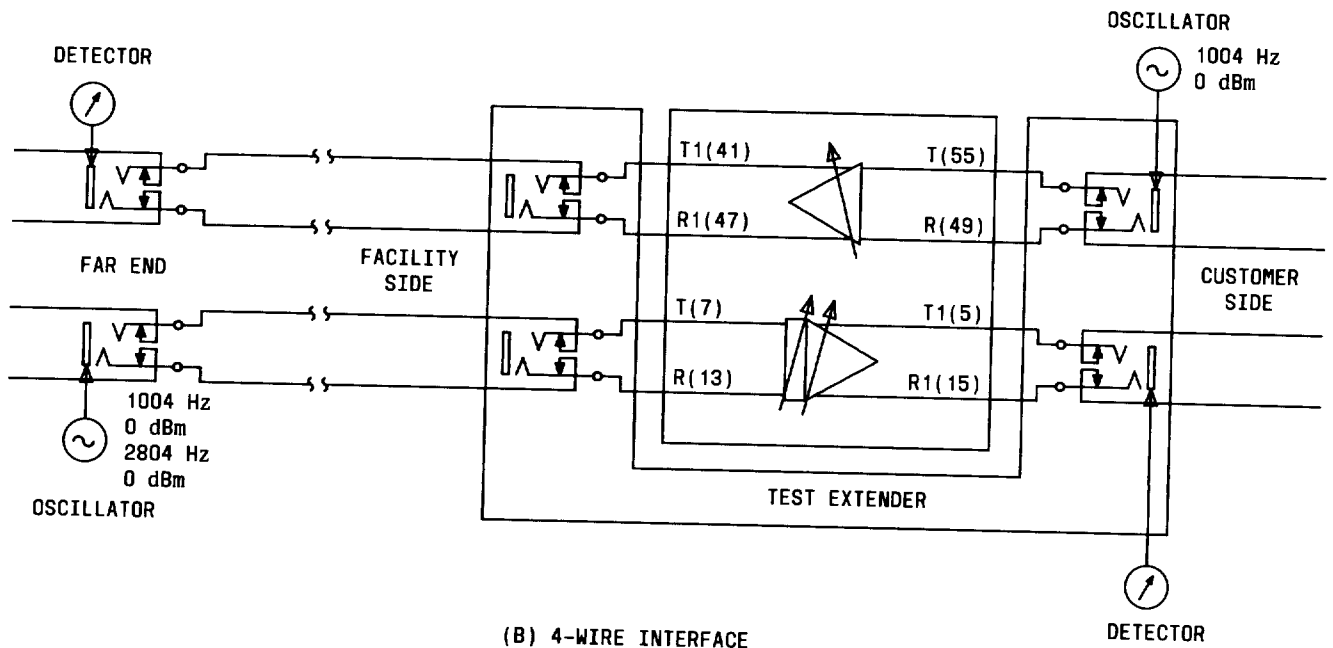 OSCILLATOR
1004 Hz
0 dBm
DETECTOR
T1(41)
T(55)
R1(47)
R(49)
FAR END
FACILITY
SIDE
CUSTOMER
SIDE
T(7)
T1(5)
R(13)
R1(15)
1004 Hz
0 dBm
2804 Hz
0 dBm
OSCILLATOR
TEST EXTENDER
(B) 4-WIRE INTERFACE
DETECTOR